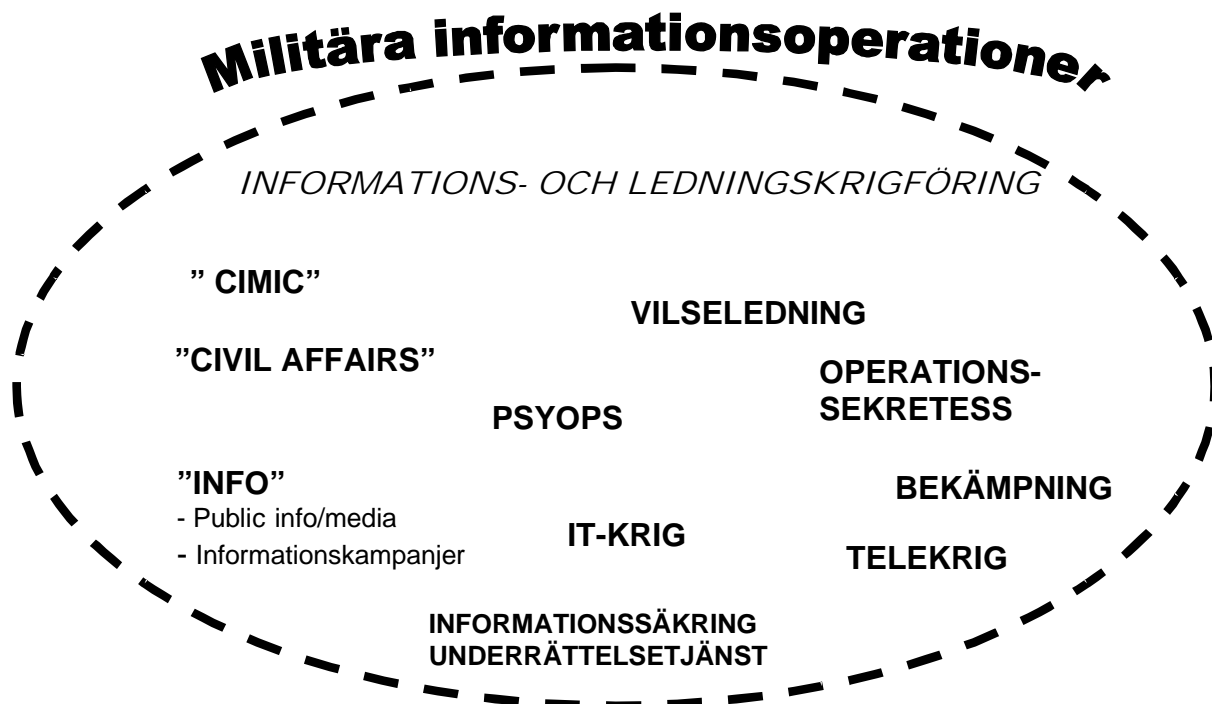 Militära informationsoperationer
INFORMATIONS- OCH LEDNINGSKRIGFÖRING
” CIMIC”
VILSELEDNING
”CIVIL AFFAIRS”
OPERATIONS-
SEKRETESS
PSYOPS
”INFO”
- Public info/media
- Informationskampanjer
BEKÄMPNING
IT-KRIG
TELEKRIG
INFORMATIONSSÄKRING
UNDERRÄTTELSETJÄNST